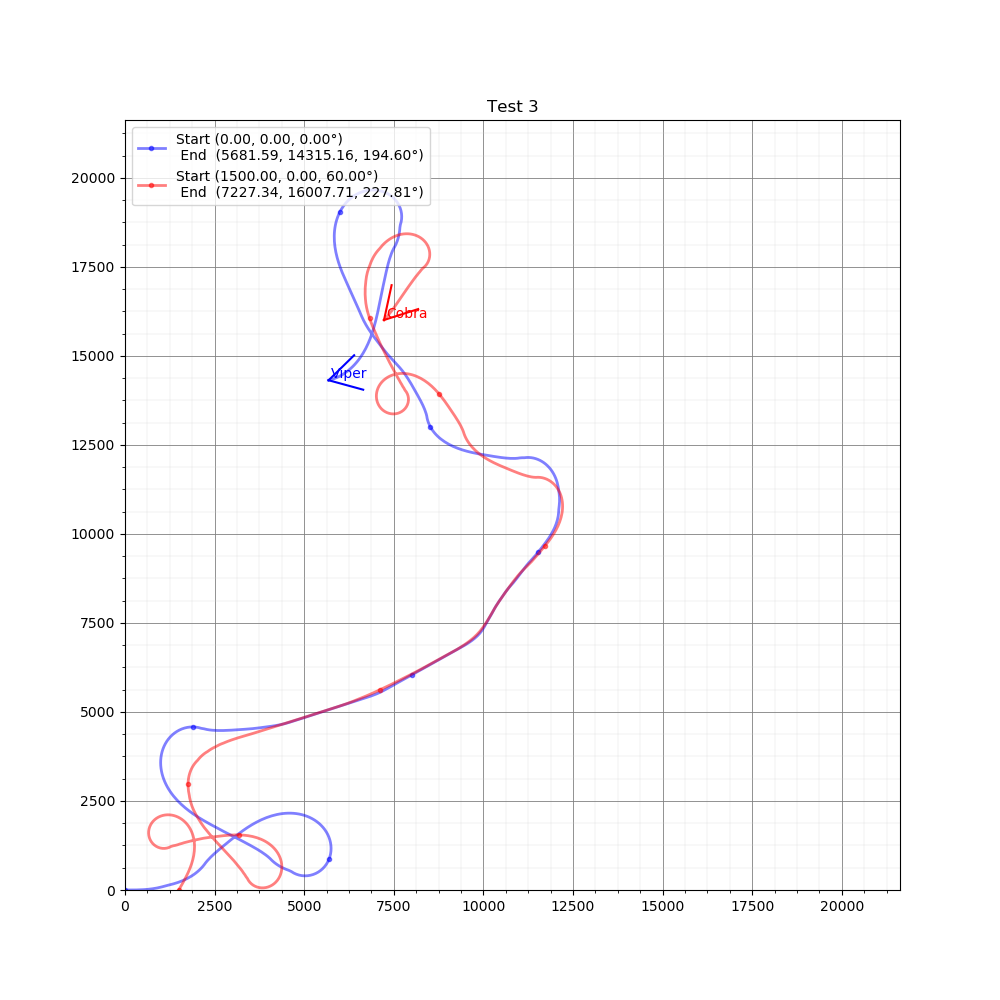 Test 3
Start (0.00, 0.00, 0.00°)
End (5681.59, 14315.16, 194.60°)
Start (1500.00, 0.00, 60.00°)
End (7227.34, 16007.71, 227.81°)
20000
17500
Cobra
15000
Viper
12500
10000
7500
5000
2500
0
0 2500 5000 7500 10000 12500 15000 17500 20000